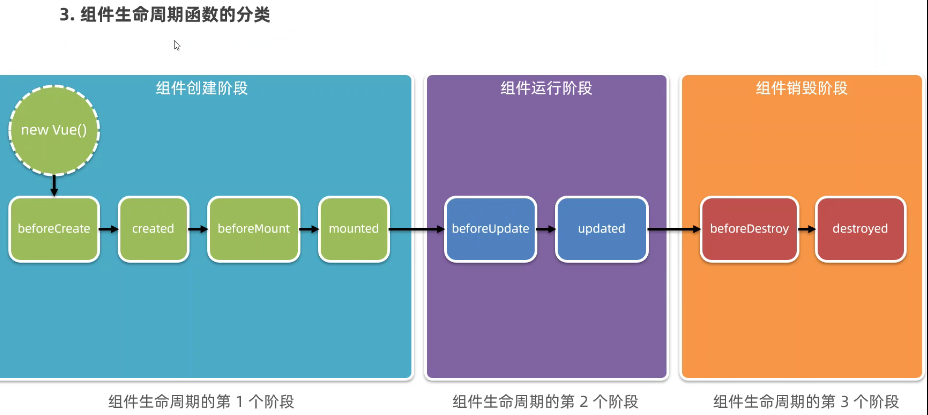 3. 组件生命周期函数的分类
组件创建阶段
组件运行阶段
组件销毁阶段
new Vue()
beforeCreate
created
beforeMount
mounted
beforeUpdate
updated
beforeDestroy
destroyed
组件生命周期的第 1 个阶段
组件生命周期的第 2 个阶段
组件生命周期的第 3 个阶段